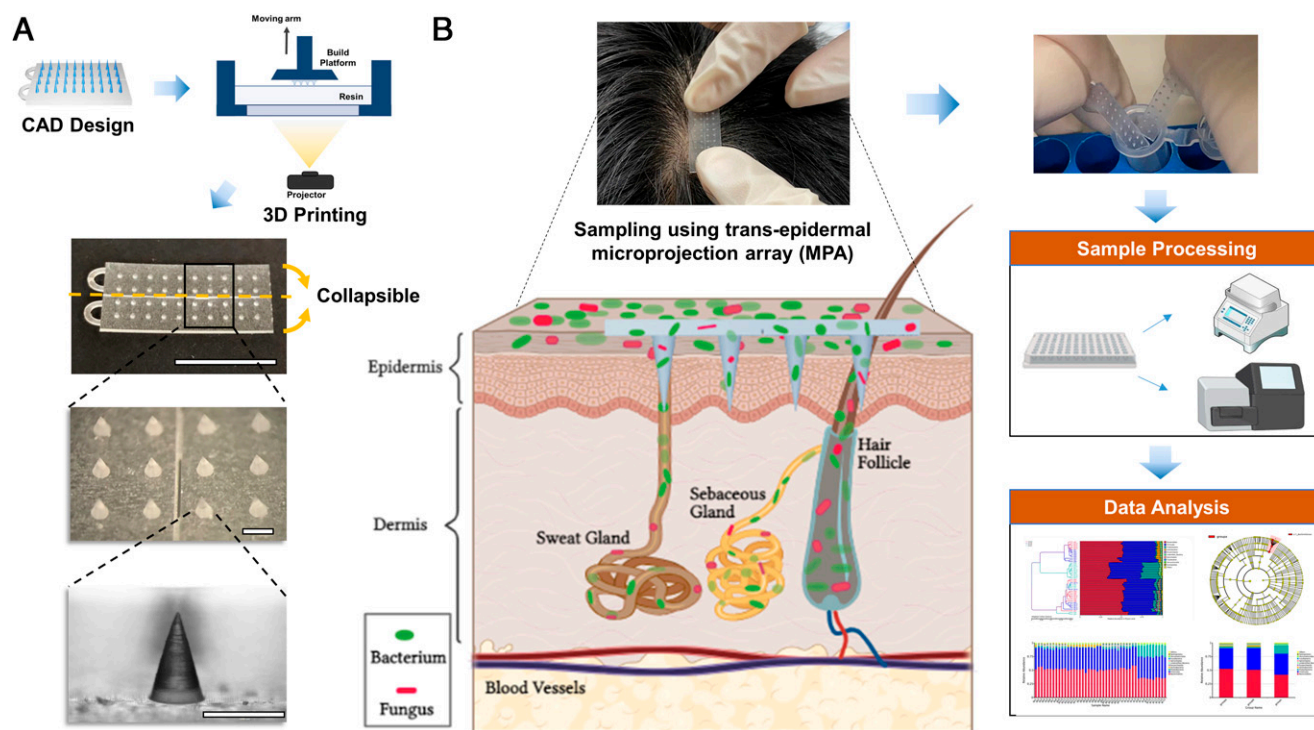 A
CAD Design
Moving arm
Build
Platform
Resin
Projector
3D Printing
Collapsible
B
Sampling using trans-epidermal
microprojection array (MPA)
Epidermis
Dermis
Sweat Gland
Sebaceous
Gland
Hair
Follicle
Blood Vessels
Bacterium
Fungus
Sample Processing
Data Analysis